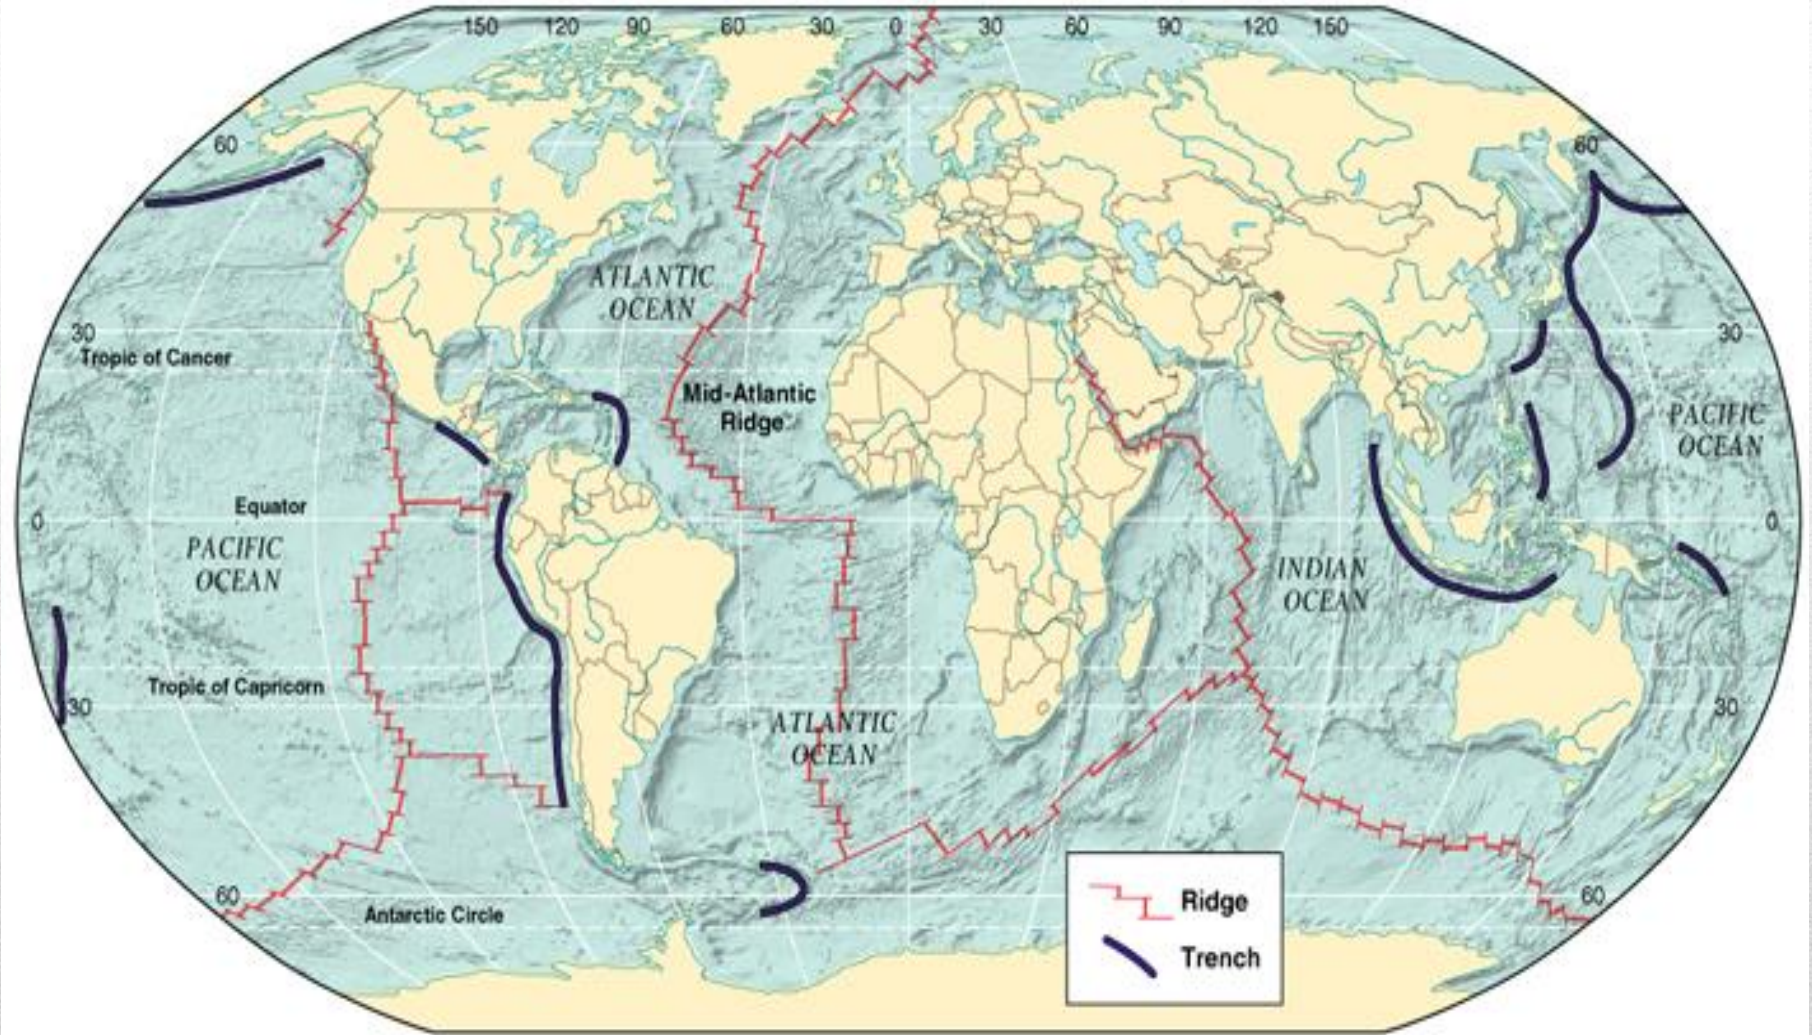 150 120 90 60 30 0 30 60 90 120 150
60 60
ATLANTIC
OCEAN
30 30
Tropic of Cancer
Mid-Atlantic
Ridge
PACIFIC
OCEAN
Equator
0 0
PACIFIC
OCEAN
INDIAN
OCEAN
Tropic of Capricorn
30 30
ATLANTIC
OCEAN
60 60
Antarctic Circle
Ridge
Trench